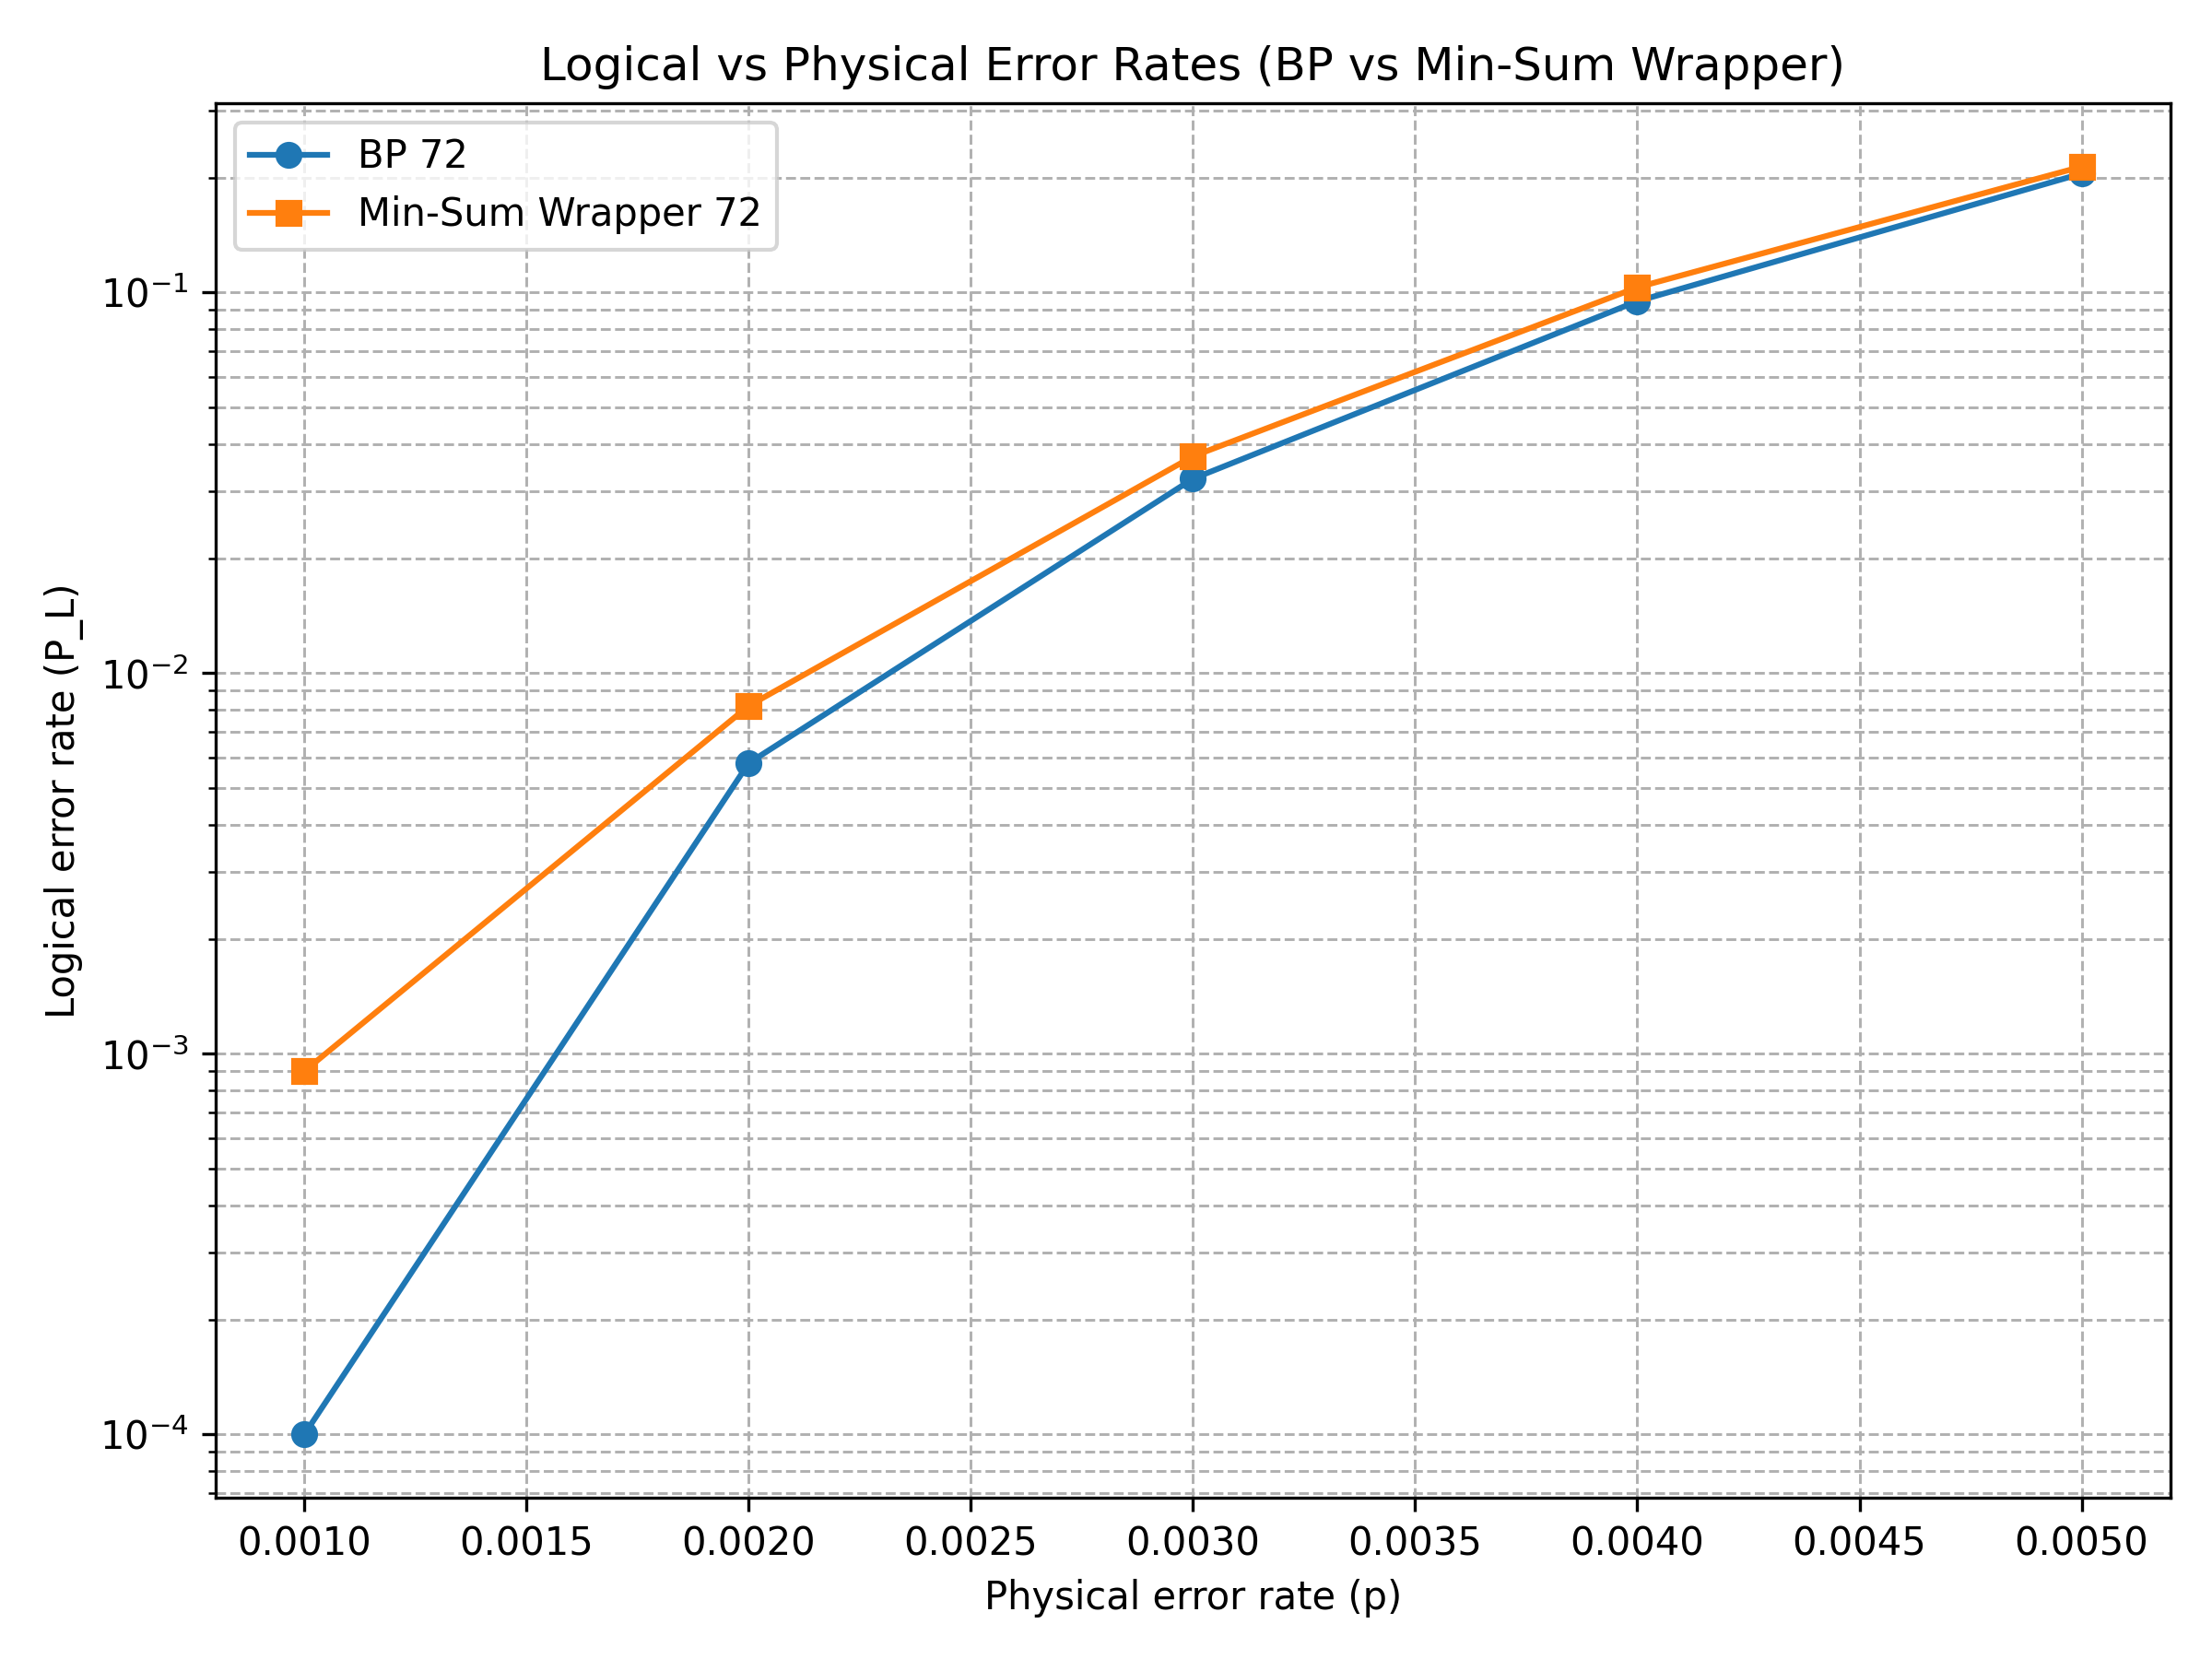 Logical vs Physical Error Rates (BP vs Min-Sum Wrapper)
BP 72
Min-Sum Wrapper 72
Logical error rate (P_L)
10⁻¹
10⁻²
10⁻³
10⁻⁴
0.0010 0.0015 0.0020 0.0025 0.0030 0.0035 0.0040 0.0045 0.0050
Physical error rate (p)